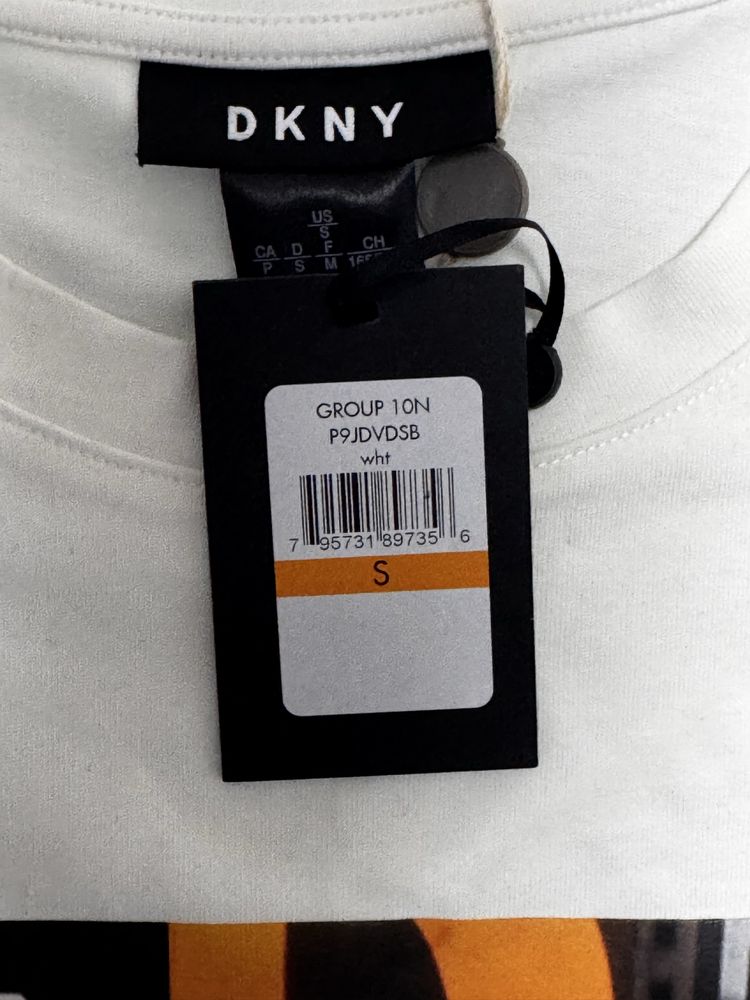 DKNY
US
S
CA D F CH
P S M
GROUP 10N
P9JDVDSB
wht
7 95731 89735 6
S